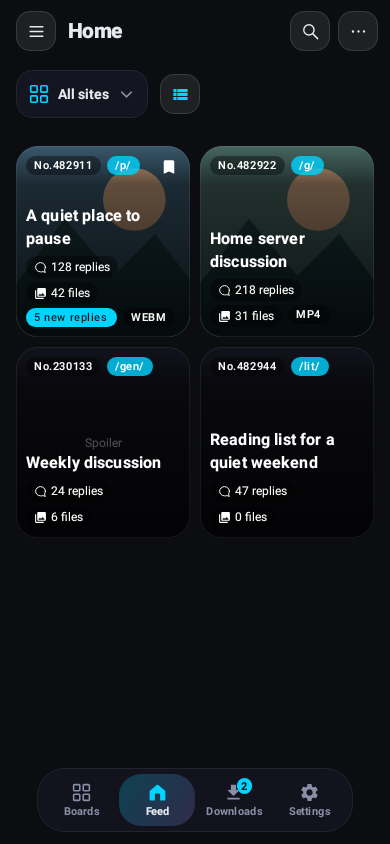 Home
All sites
No.482911 /p/
A quiet place to
pause
128 replies
42 files
5 new replies WEBM
No.482922 /g/
Home server
discussion
218 replies
31 files MP4
No.230133 /gen/
Spoiler
Weekly discussion
24 replies
6 files
No.482944 /lit/
Reading list for a
quiet weekend
47 replies
0 files
Boards
Feed
2
Downloads
Settings